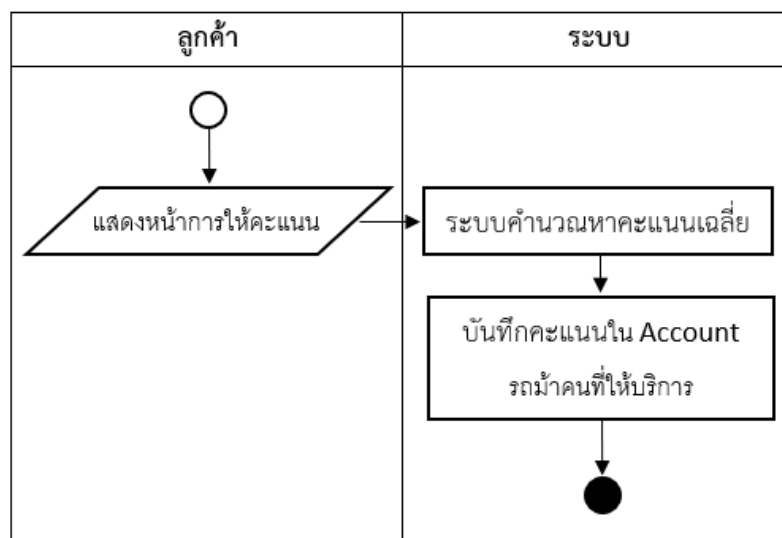 ลูกค้า
ระบบ
แสดงหน้าการให้คะแนน
ระบบคำนวณหาคะแนนเฉลี่ย
บันทึกคะแนนใน Account
รถม้าคนที่ให้บริการ